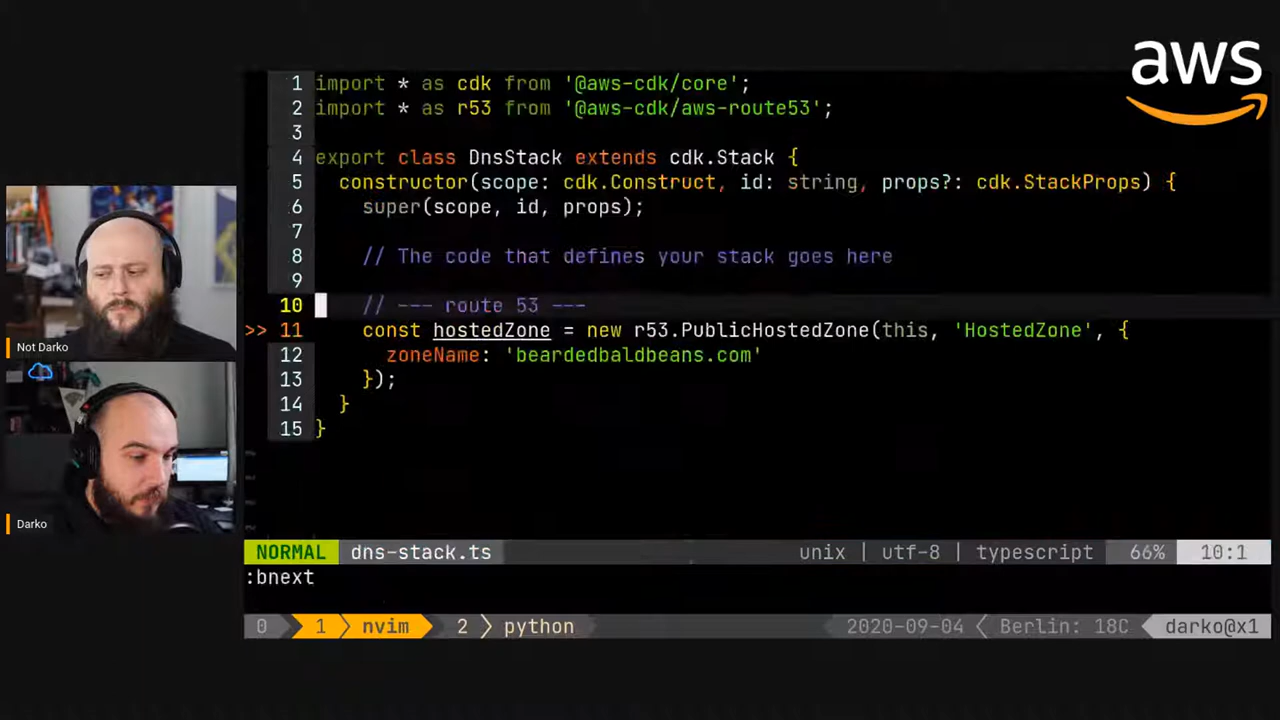 aws
1 import * as cdk from '@aws-cdk/core';
2 import * as r53 from '@aws-cdk/aws-route53';
3
4 export class DnsStack extends cdk.Stack {
5 constructor(scope: cdk.Construct, id: string, props?: cdk.StackProps) {
6 super(scope, id, props);
7
8 // The code that defines your stack goes here
9
10 // --- route 53 ---
>> 11 const hostedZone = new r53.PublicHostedZone(this, 'HostedZone', {
12 zoneName: 'beardedbaldbeans.com'
13 });
14 }
15 }
Not Darko
Darko
NORMAL dns-stack.ts unix | utf-8 | typescript 66% 10:1
:bnext
0 1 nvim 2 python 2020-09-04 Berlin: 18C darko@x1